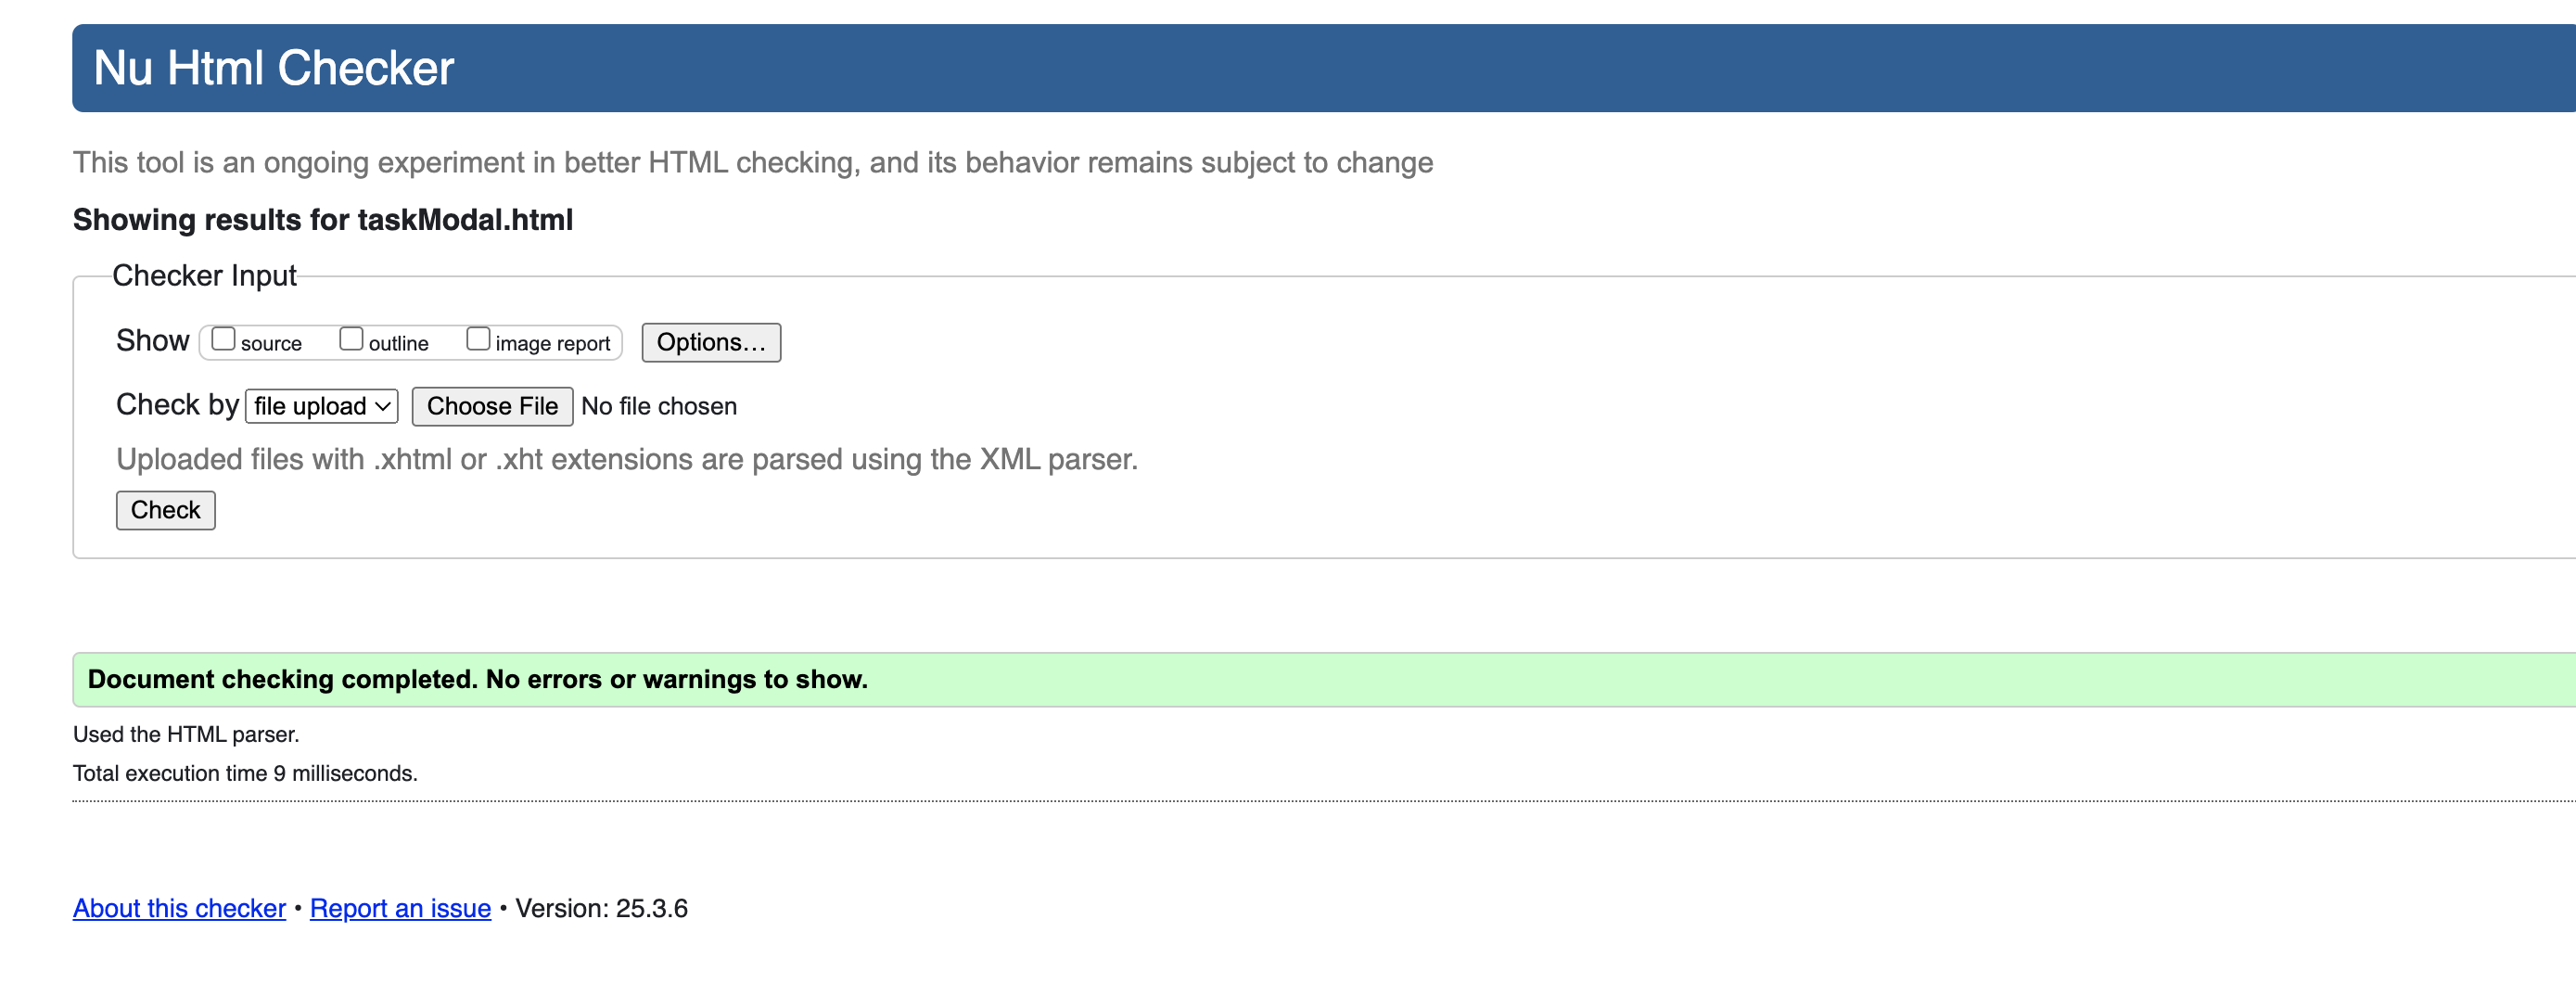 Nu Html Checker
This tool is an ongoing experiment in better HTML checking, and its behavior remains subject to change
Showing results for taskModal.html
Checker Input
Show source outline image report Options…
Check by file upload Choose File No file chosen
Uploaded files with .xhtml or .xht extensions are parsed using the XML parser.
Check
Document checking completed. No errors or warnings to show.
Used the HTML parser.
Total execution time 9 milliseconds.
About this checker • Report an issue • Version: 25.3.6